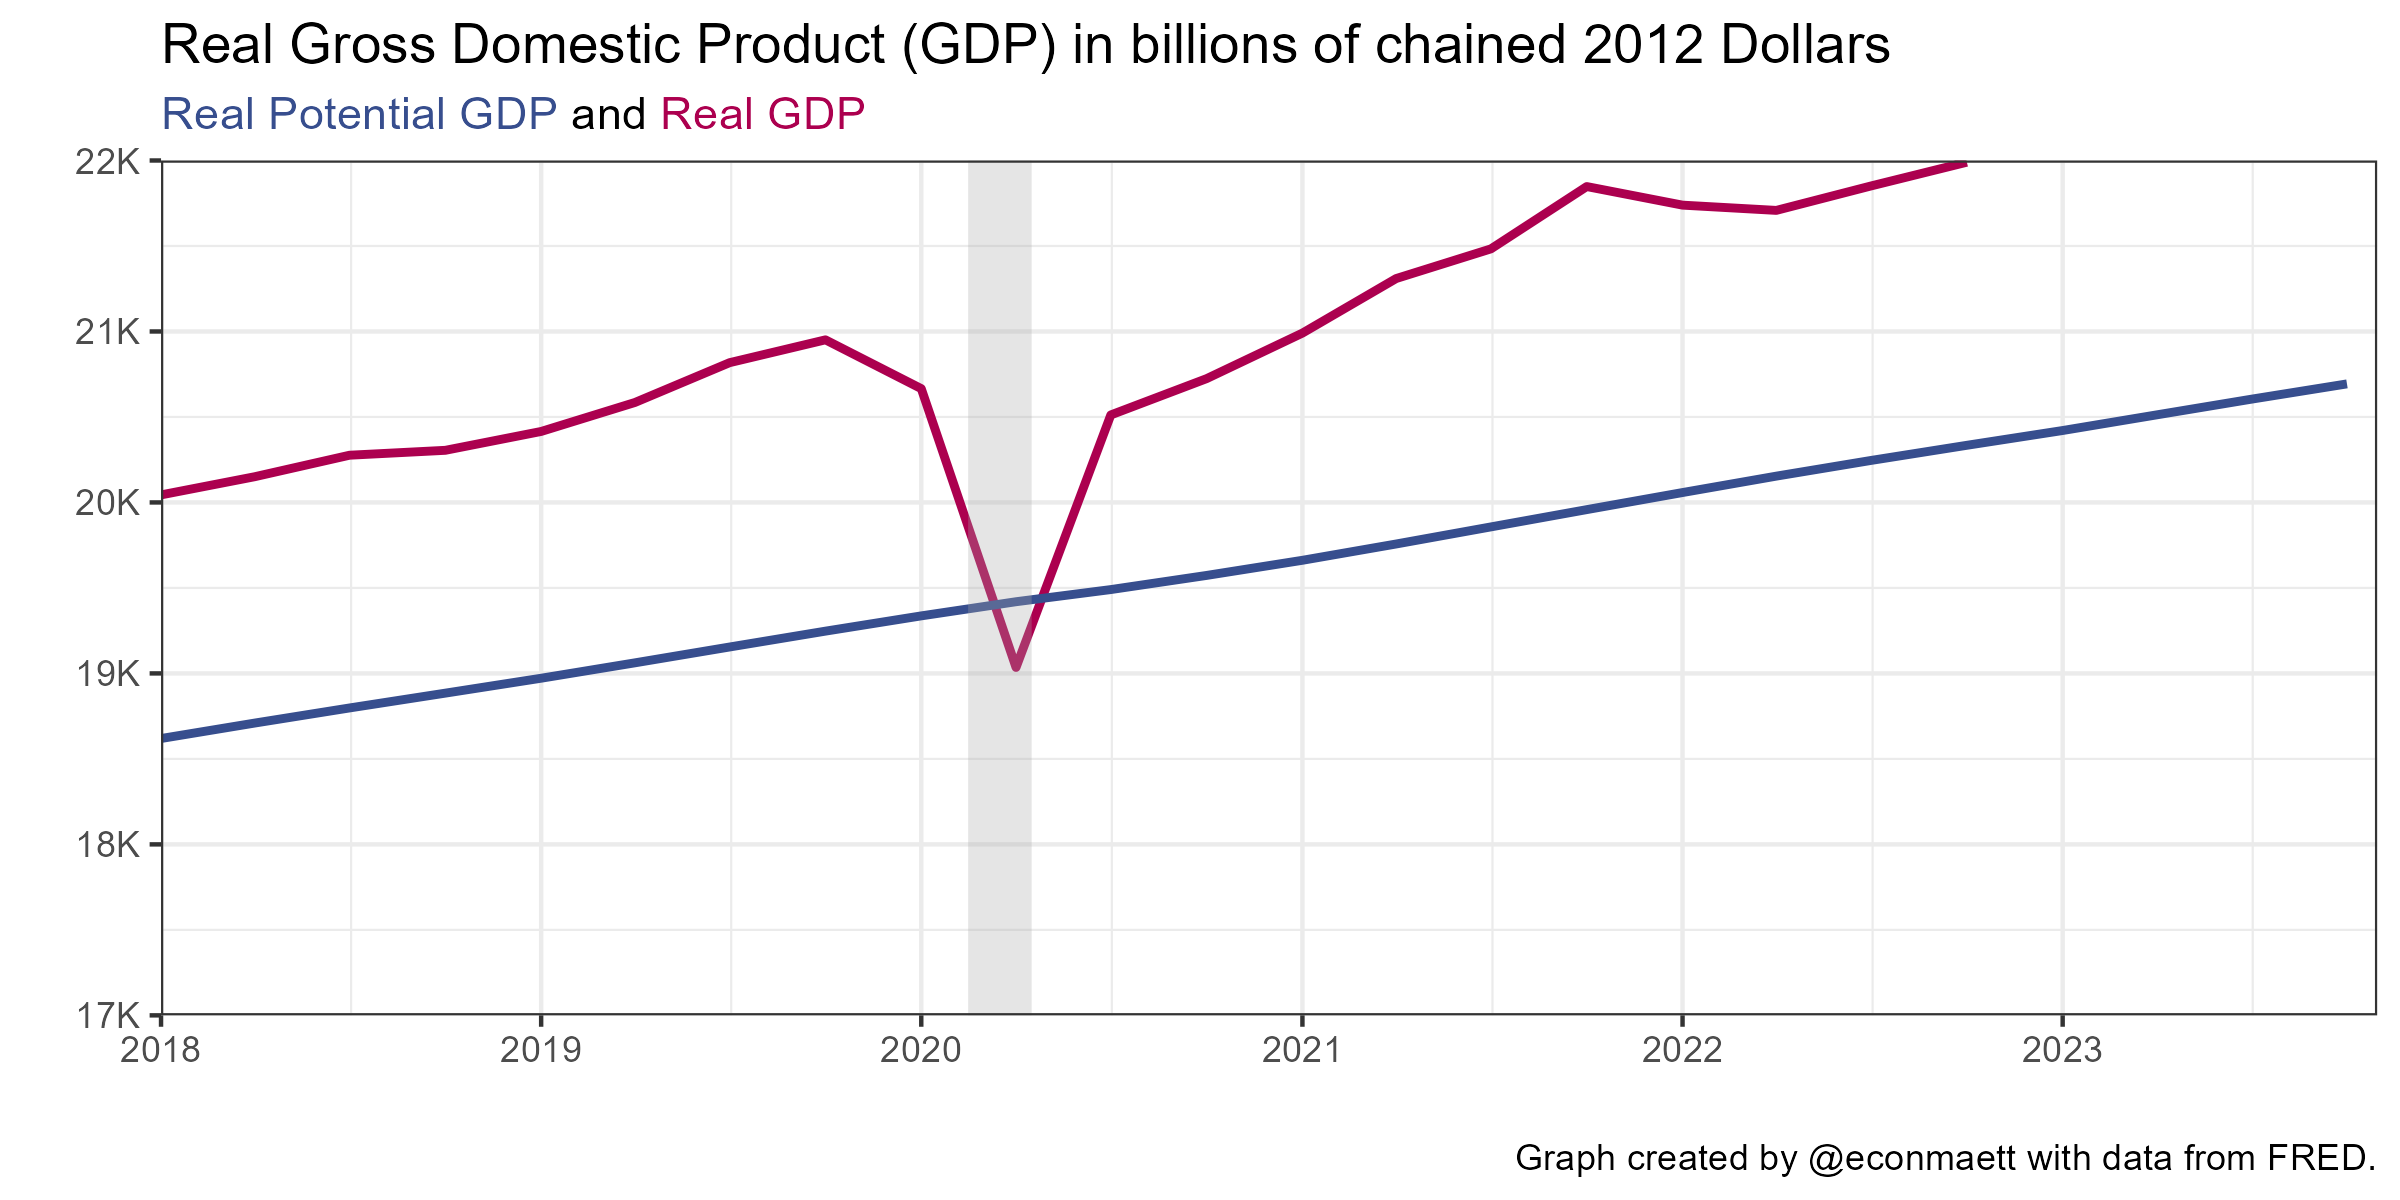 Real Gross Domestic Product (GDP) in billions of chained 2012 Dollars
Real Potential GDP and Real GDP
22K
21K
20K
19K
18K
17K
2018 2019 2020 2021 2022 2023
Graph created by @econmaett with data from FRED.